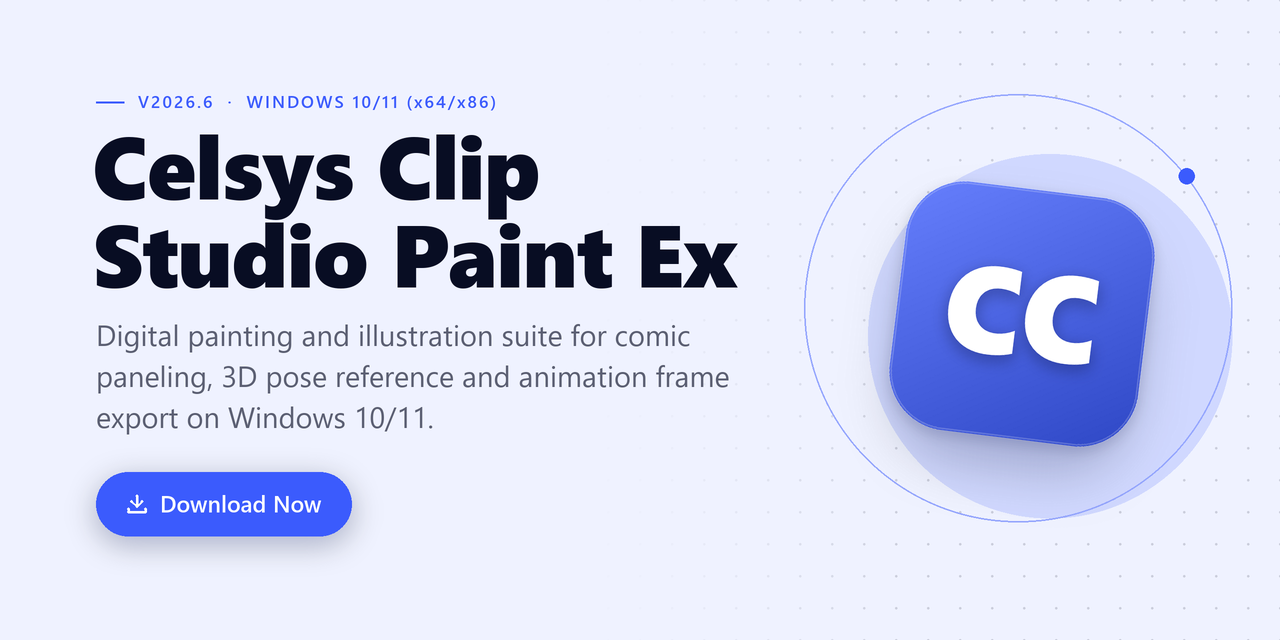 V2026.6 · WINDOWS 10/11 (x64/x86)
Celsys Clip
Studio Paint Ex
Digital painting and illustration suite for comic
paneling, 3D pose reference and animation frame
export on Windows 10/11.
Download Now
CC